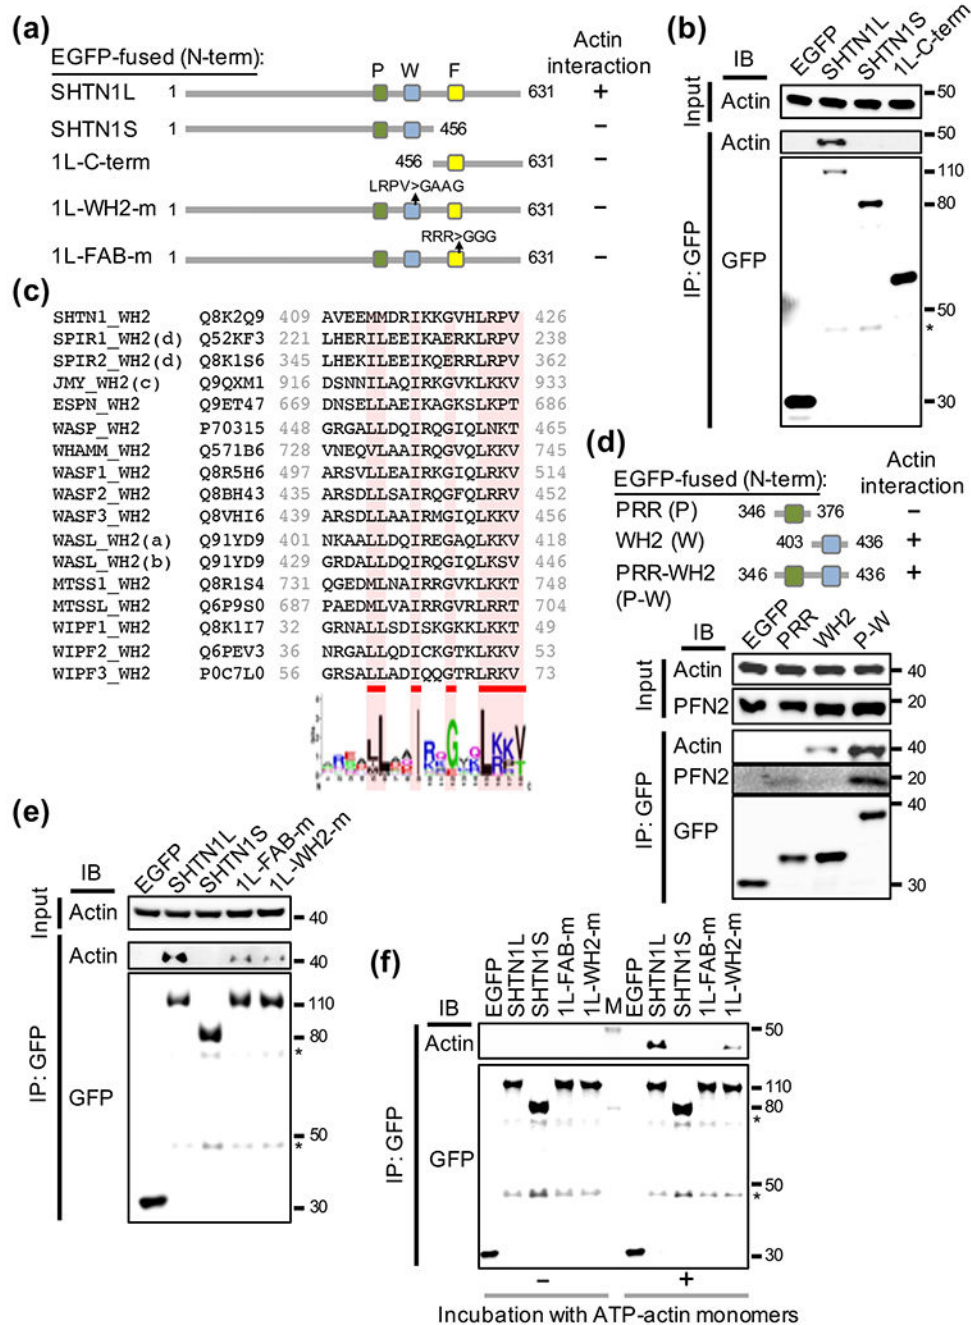 (a)
EGFP-fused (N-term):
Actin interaction
P W F
SHTN1L 1 631 +
SHTN1S 1 456 −
1L-C-term 456 631 −
LRPV>GAAG
1L-WH2-m 1 631 −
RRR>GGG
1L-FAB-m 1 631 −
(b)
IB EGFP SHTN1L SHTN1S 1L-C-term
Input Actin 50
IP: GFP Actin 50
GFP 110
80
50
*
30
(c)
SHTN1_WH2 Q8K2Q9 409 AVEEMMDRIKKGVHLRPV 426
SPIR1_WH2(d) Q52KF3 221 LHERILEEIKAERKLRPV 238
SPIR2_WH2(d) Q8K1S6 345 LHEKILEEIKQERRLRPV 362
JMY_WH2(c) Q9QXM1 916 DSNNILAQIRKGVKLKKV 933
ESPN_WH2 Q9ET47 669 DNSELLAEIKAGKSLKPT 686
WASP_WH2 P70315 448 GRGALLDQIRQGIQLNKT 465
WHAMM_WH2 Q571B6 728 VNEQVLAAIRKGVQLKKV 745
WASF1_WH2 Q8R5H6 497 ARSVLLEAIRKGIQLRKV 514
WASF2_WH2 Q8BH43 435 ARSDLLSAIRQGFQLRRV 452
WASF3_WH2 Q8VHI6 439 ARSDLLAAIRMGIQLKKV 456
WASL_WH2(a) Q91YD9 401 NKAALLDQIREGAQLKKV 418
WASL_WH2(b) Q91YD9 429 GRDALLDQIRQGIQLKSV 446
MTSS1_WH2 Q8R1S4 731 QGEDMLNAIRRGVKLKKT 748
MTSSL_WH2 Q6P9S0 687 PAEDMLVAIRRGVRLRRT 704
WIPF1_WH2 Q8K1I7 32 GRNALLSDISKGKKLKKT 49
WIPF2_WH2 Q6PEV3 36 NRGALLQDICKGTKLKKV 53
WIPF3_WH2 P0C7L0 56 GRSALLADIQQGTRLRKV 73
(d)
EGFP-fused (N-term):
Actin interaction
PRR (P) 346 376 −
WH2 (W) 403 436 +
PRR-WH2 346 436 +
(P-W)
IB EGFP PRR WH2 P-W
Input Actin 40
PFN2 20
IP: GFP Actin 40
PFN2 20
GFP 40
30
(e)
IB EGFP SHTN1L SHTN1S 1L-FAB-m 1L-WH2-m
Input Actin 40
IP: GFP Actin 40
GFP 110
80
*
50
*
30
(f)
IB EGFP SHTN1L SHTN1S 1L-FAB-m 1L-WH2-m M EGFP SHTN1L SHTN1S 1L-FAB-m 1L-WH2-m
IP: GFP Actin 50
IP: GFP GFP 110
80
*
50
*
30
− +
Incubation with ATP-actin monomers